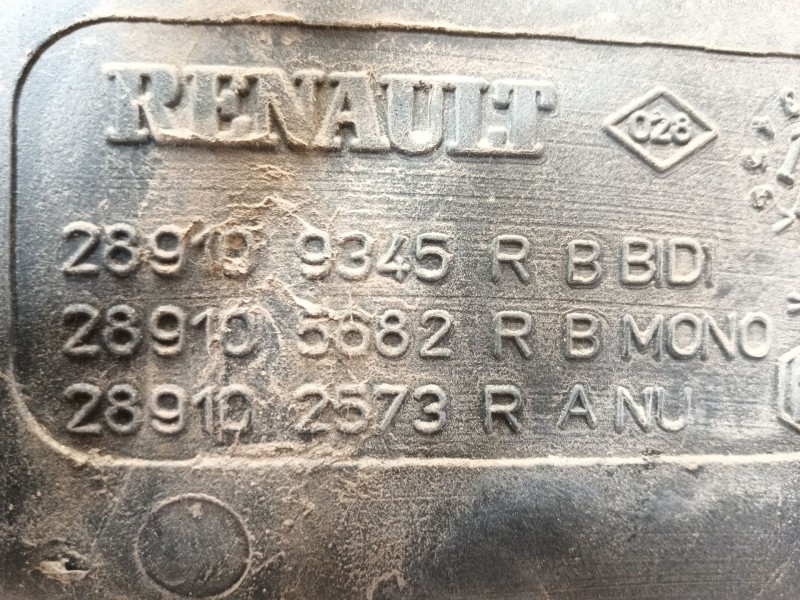 RENAULT 028
28910 9345 R B BIDI
28910 5682 R B MONO
28910 2573 R A NU